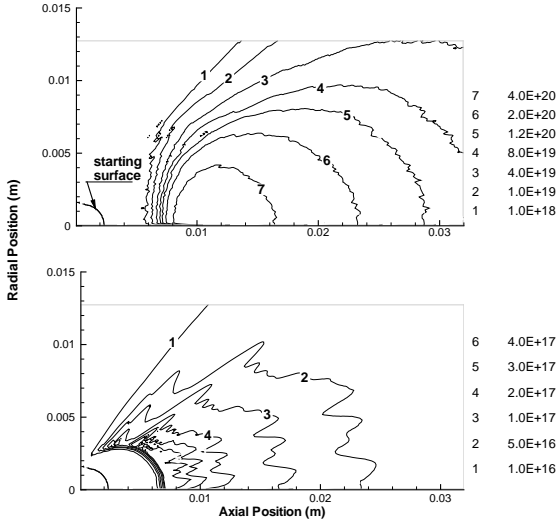 0.015
0.01
0.005
0
0.01
0.02
0.03
1
2
3
4
5
6
7
starting
surface
7 4.0E+20
6 2.0E+20
5 1.2E+20
4 8.0E+19
3 4.0E+19
2 1.0E+19
1 1.0E+18
Radial Position (m)
0.015
0.01
0.005
0
0
0.01
0.02
0.03
1
2
3
4
6 4.0E+17
5 3.0E+17
4 2.0E+17
3 1.0E+17
2 5.0E+16
1 1.0E+16
Axial Position (m)